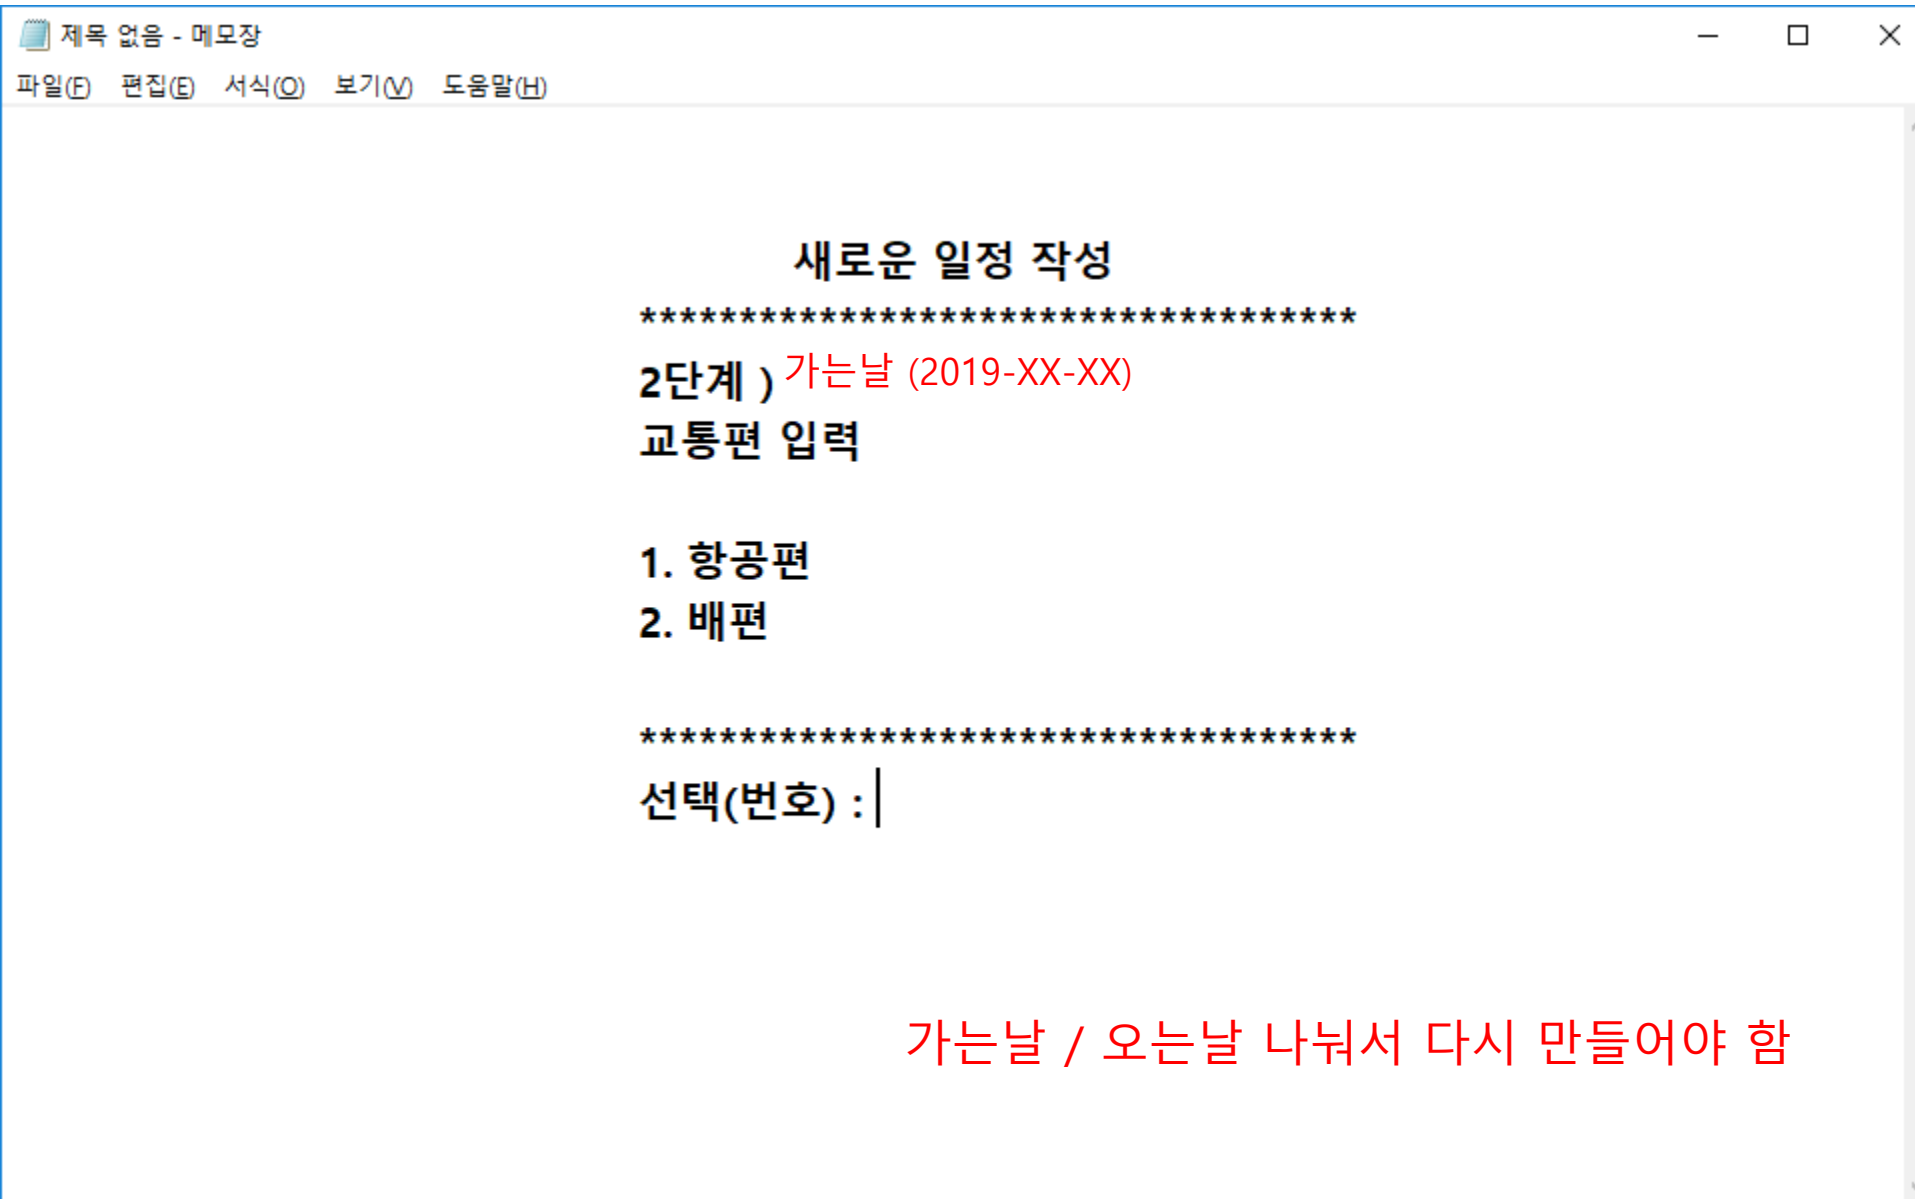 제목 없음 - 메모장
파일(F) 편집(E) 서식(O) 보기(V) 도움말(H)
새로운 일정 작성
************************************
2단계 ) 가는날 (2019-XX-XX)
교통편 입력
1. 항공편
2. 배편
************************************
선택(번호) :
가는날 / 오는날 나눠서 다시 만들어야 함